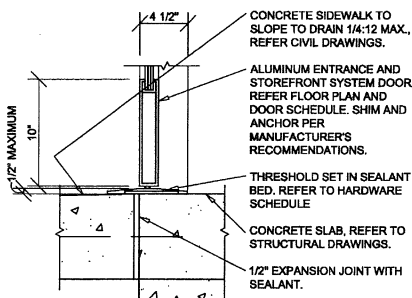 4 1/2"
CONCRETE SIDEWALK TO
SLOPE TO DRAIN 1/4:12 MAX.,
REFER CIVIL DRAWINGS.
ALUMINUM ENTRANCE AND
STOREFRONT SYSTEM DOOR
REFER FLOOR PLAN AND
DOOR SCHEDULE. SHIM AND
ANCHOR PER
MANUFACTURER'S
RECOMMENDATIONS.
10"
1/2" MAXIMUM
THRESHOLD SET IN SEALANT
BED. REFER TO HARDWARE
SCHEDULE
CONCRETE SLAB, REFER TO
STRUCTURAL DRAWINGS.
1/2" EXPANSION JOINT WITH
SEALANT.